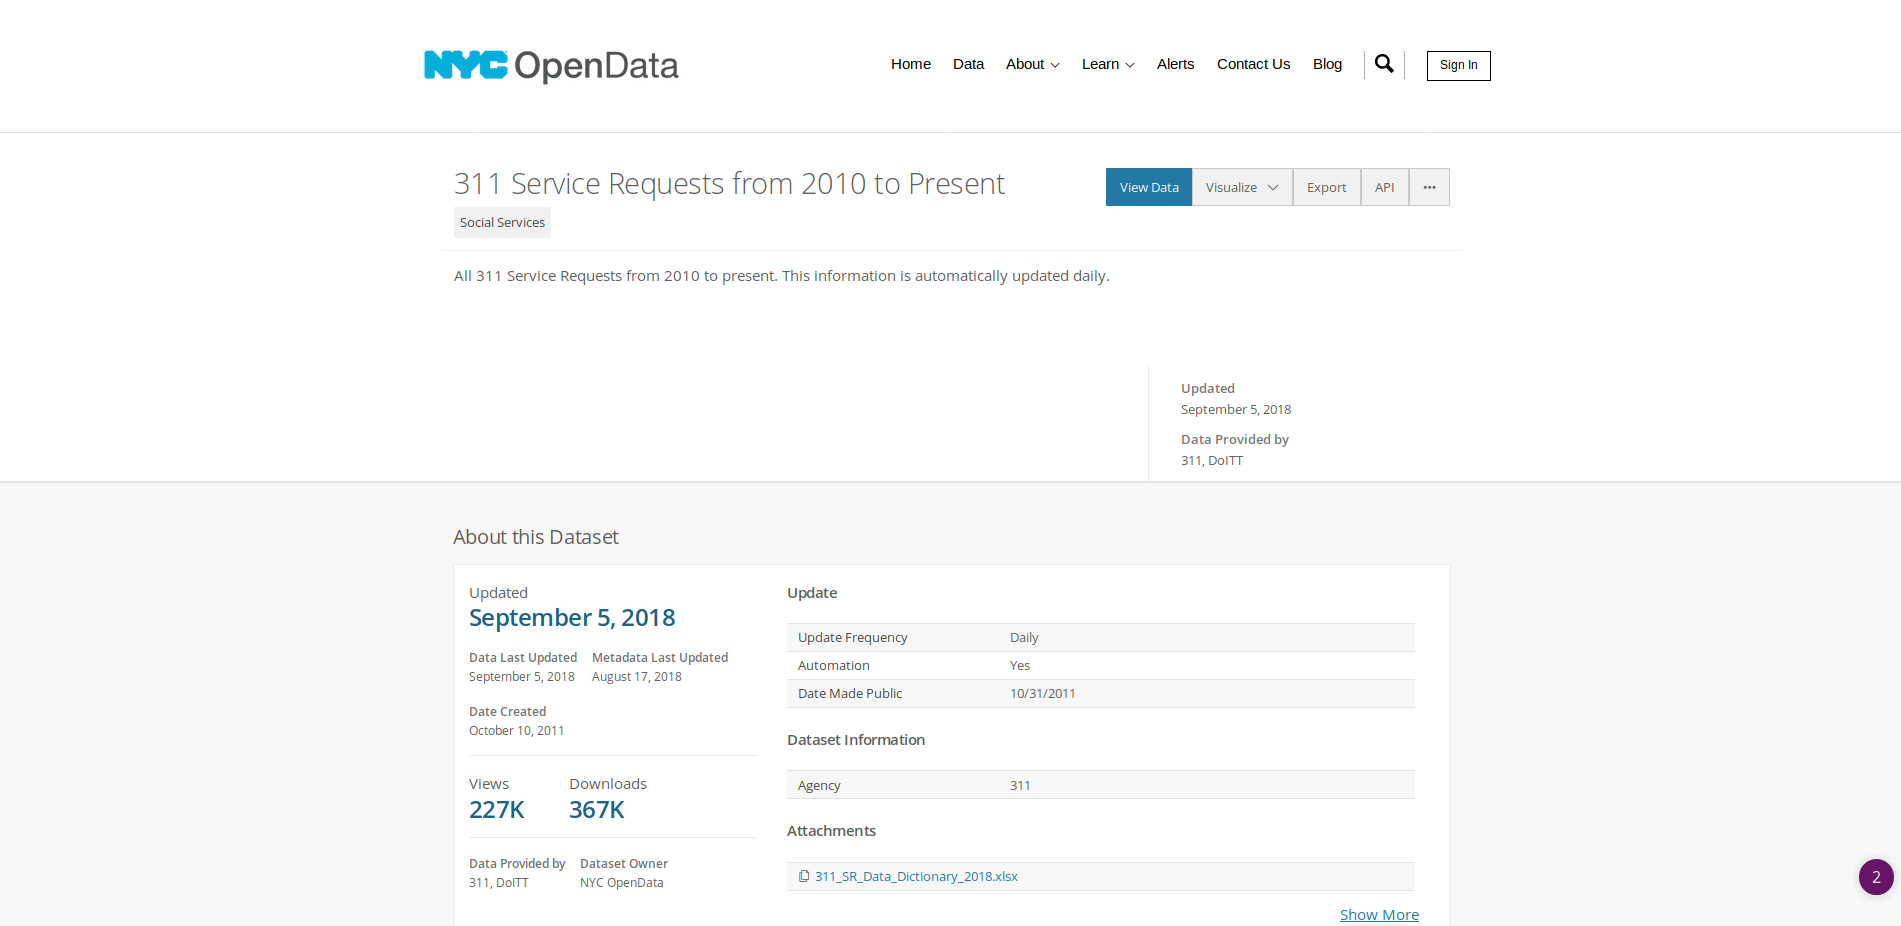 NYC OpenData
Home Data About Learn Alerts Contact Us Blog Sign In
311 Service Requests from 2010 to Present
View Data Visualize Export API
Social Services
All 311 Service Requests from 2010 to present. This information is automatically updated daily.
Updated
September 5, 2018
Data Provided by
311, DoITT
About this Dataset
Updated
September 5, 2018
Data Last Updated Metadata Last Updated
September 5, 2018 August 17, 2018
Date Created
October 10, 2011
Views Downloads
227K 367K
Data Provided by Dataset Owner
311, DoITT NYC OpenData
Update
Update Frequency Daily
Automation Yes
Date Made Public 10/31/2011
Dataset Information
Agency 311
Attachments
311_SR_Data_Dictionary_2018.xlsx
Show More
2